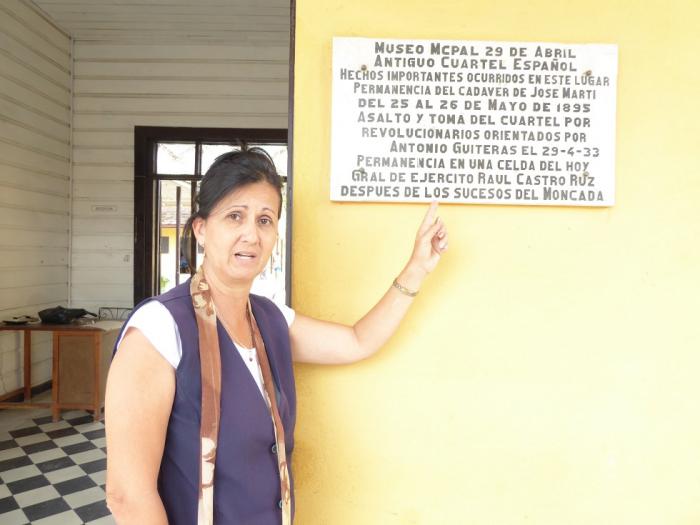 MUSEO MCPAL 29 DE ABRIL
ANTIGUO CUARTEL ESPAÑOL
HECHOS IMPORTANTES OCURRIDOS EN ESTE LUGAR
PERMANENCIA DEL CADAVER DE JOSE MARTI
DEL 25 AL 26 DE MAYO DE 1895
ASALTO Y TOMA DEL CUARTEL POR
REVOLUCIONARIOS ORIENTADOS POR
ANTONIO GUITERAS EL 29-4-33
PERMANENCIA EN UNA CELDA DEL HOY
GRAL DE EJERCITO RAUL CASTRO RUZ
DESPUES DE LOS SUCESOS DEL MONCADA